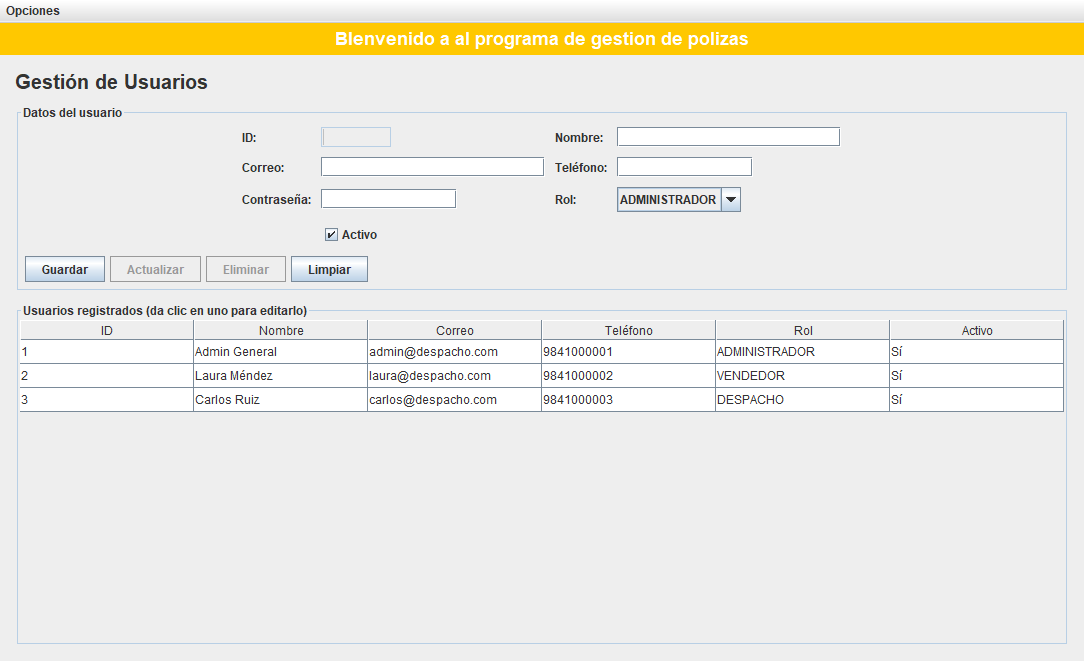 Opciones
BIenvenido a al programa de gestion de polizas
Gestión de Usuarios
Datos del usuario
ID: Nombre:
Correo: Teléfono:
Contraseña: Rol: ADMINISTRADOR
Activo
Guardar Actualizar Eliminar Limpiar
Usuarios registrados (da clic en uno para editarlo)
ID Nombre Correo Teléfono Rol Activo
1 Admin General admin@despacho.com 9841000001 ADMINISTRADOR Sí
2 Laura Méndez laura@despacho.com 9841000002 VENDEDOR Sí
3 Carlos Ruiz carlos@despacho.com 9841000003 DESPACHO Sí